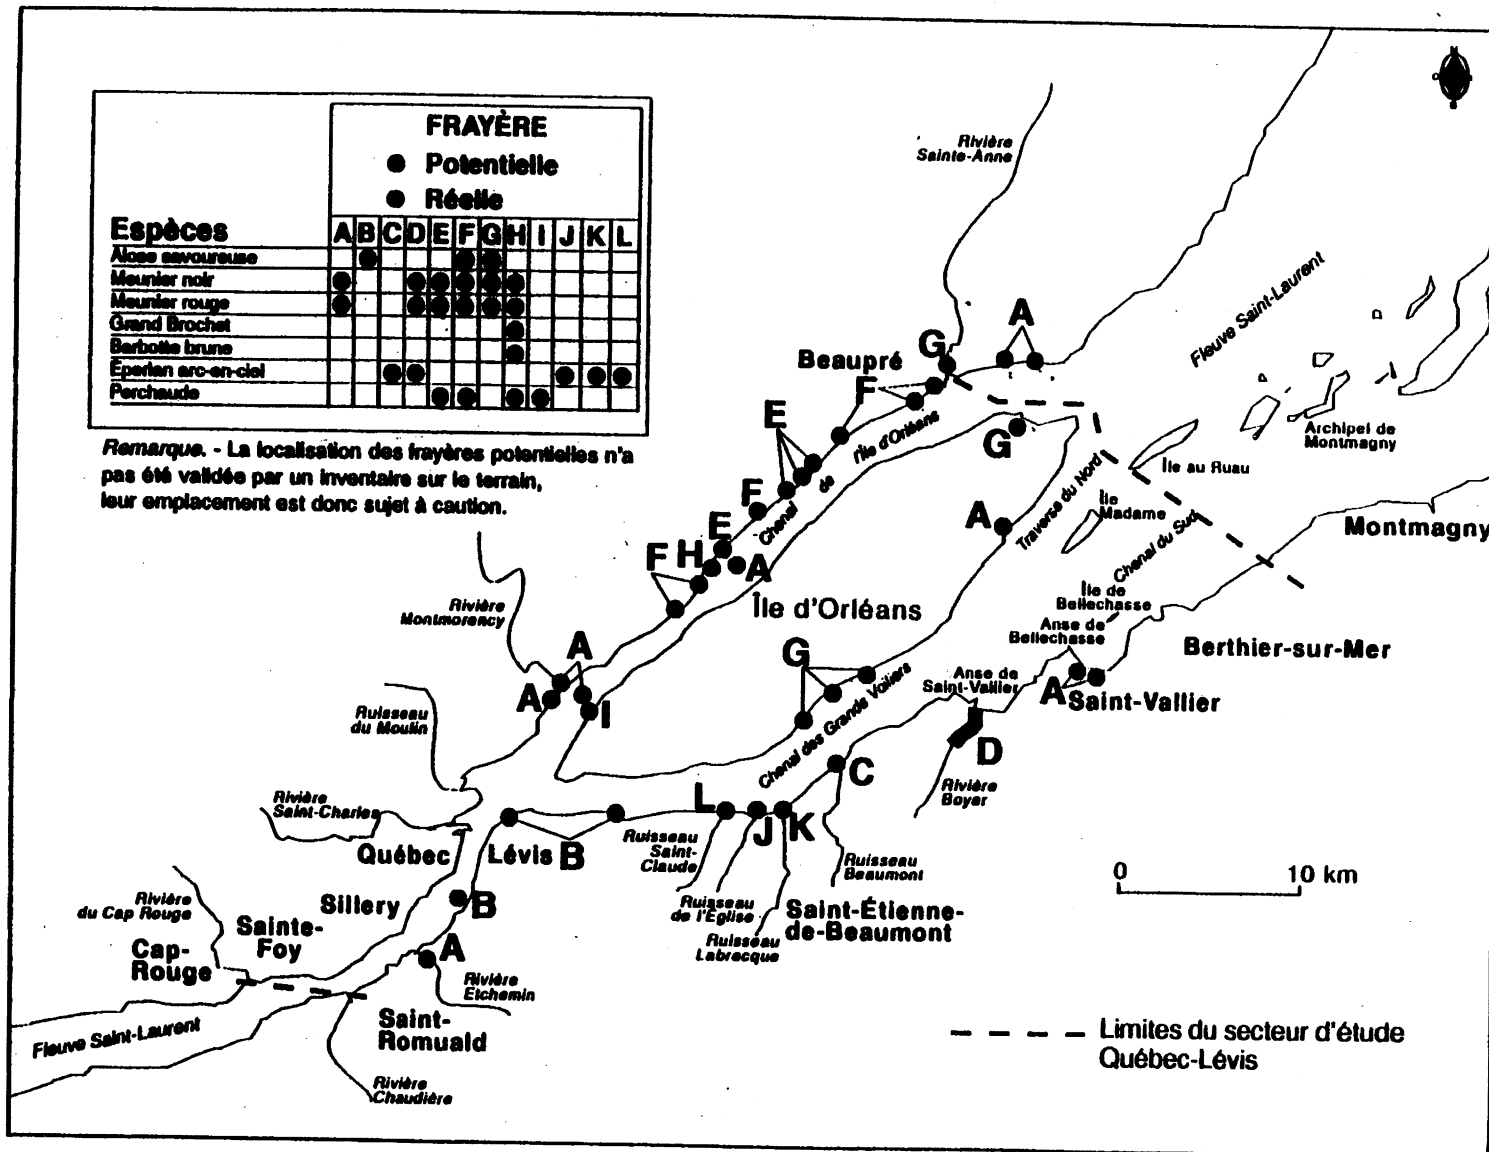 FRAYÈRE
Potentielle
Réelle
Espèces A B C D E F G H I J K L
Alose savoureuse
Meunier noir
Meunier rouge
Grand Brochet
Barbotte brune
Éperlan arc-en-ciel
Perchaude
Remarque. - La localisation des frayères potentielles n'a
pas été validée par un inventaire sur le terrain,
leur emplacement est donc sujet à caution.
Rivière
Sainte-Anne
Fleuve Saint-Laurent
A
G
Beaupré
F
E
Chenal de l'Île d'Orléans
G
Archipel de
Montmagny
Île au Ruau
F
A
Traverse du Nord
Île
Madame
Chenal du Sud
Montmagny
E
F H
A
Île d'Orléans
Rivière
Montmorency
Île de
Bellechasse
Anse de
Bellechasse
Berthier-sur-Mer
A
G
Anse de
Saint-Vallier
A Saint-Vallier
A
I
Ruisseau
du Moulin
Chenal des Grands Voiliers
D
C
Rivière
Boyer
Rivière
Saint-Charles
L
J K
Québec
Lévis B
Ruisseau
Saint-
Claude
Ruisseau
Beaumont
0 10 km
Rivière
du Cap Rouge
Sillery
B
Ruisseau
de l'Église
Saint-Étienne-
de-Beaumont
Sainte-
Foy
Ruisseau
Labrecque
Cap-
Rouge
A
Rivière
Etchemin
Fleuve Saint-Laurent
Saint-
Romuald
Limites du secteur d'étude
Québec-Lévis
Rivière
Chaudière